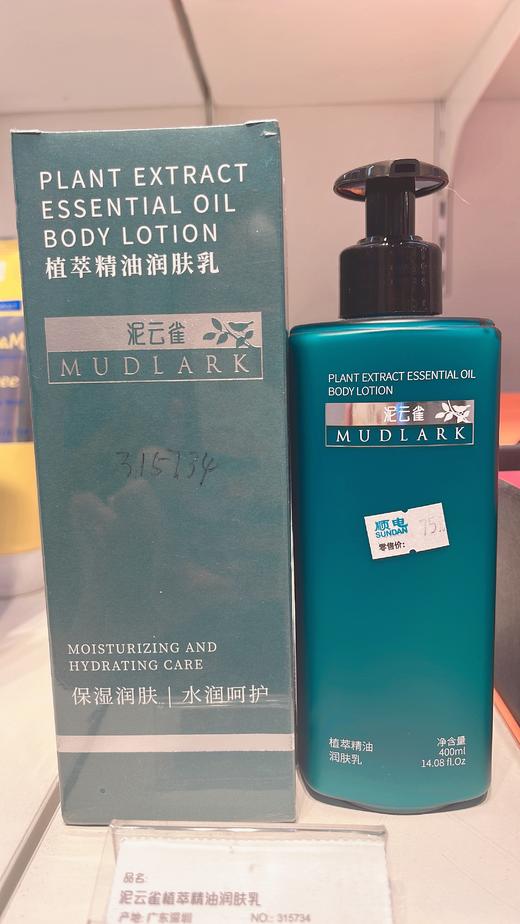 PLANT EXTRACT
ESSENTIAL OIL
BODY LOTION
植萃精油润肤乳
泥云雀
MUDLARK
315734
MOISTURIZING AND
HYDRATING CARE
保湿润肤 | 水润呵护
PLANT EXTRACT ESSENTIAL OIL
BODY LOTION
泥云雀
MUDLARK
顺电
SUNDAN
零售价:
植萃精油
润肤乳
净含量
400ml
14.08 fl.Oz
品名:
泥云雀植萃精油润肤乳
产地: 广东深圳 NO.: 315734